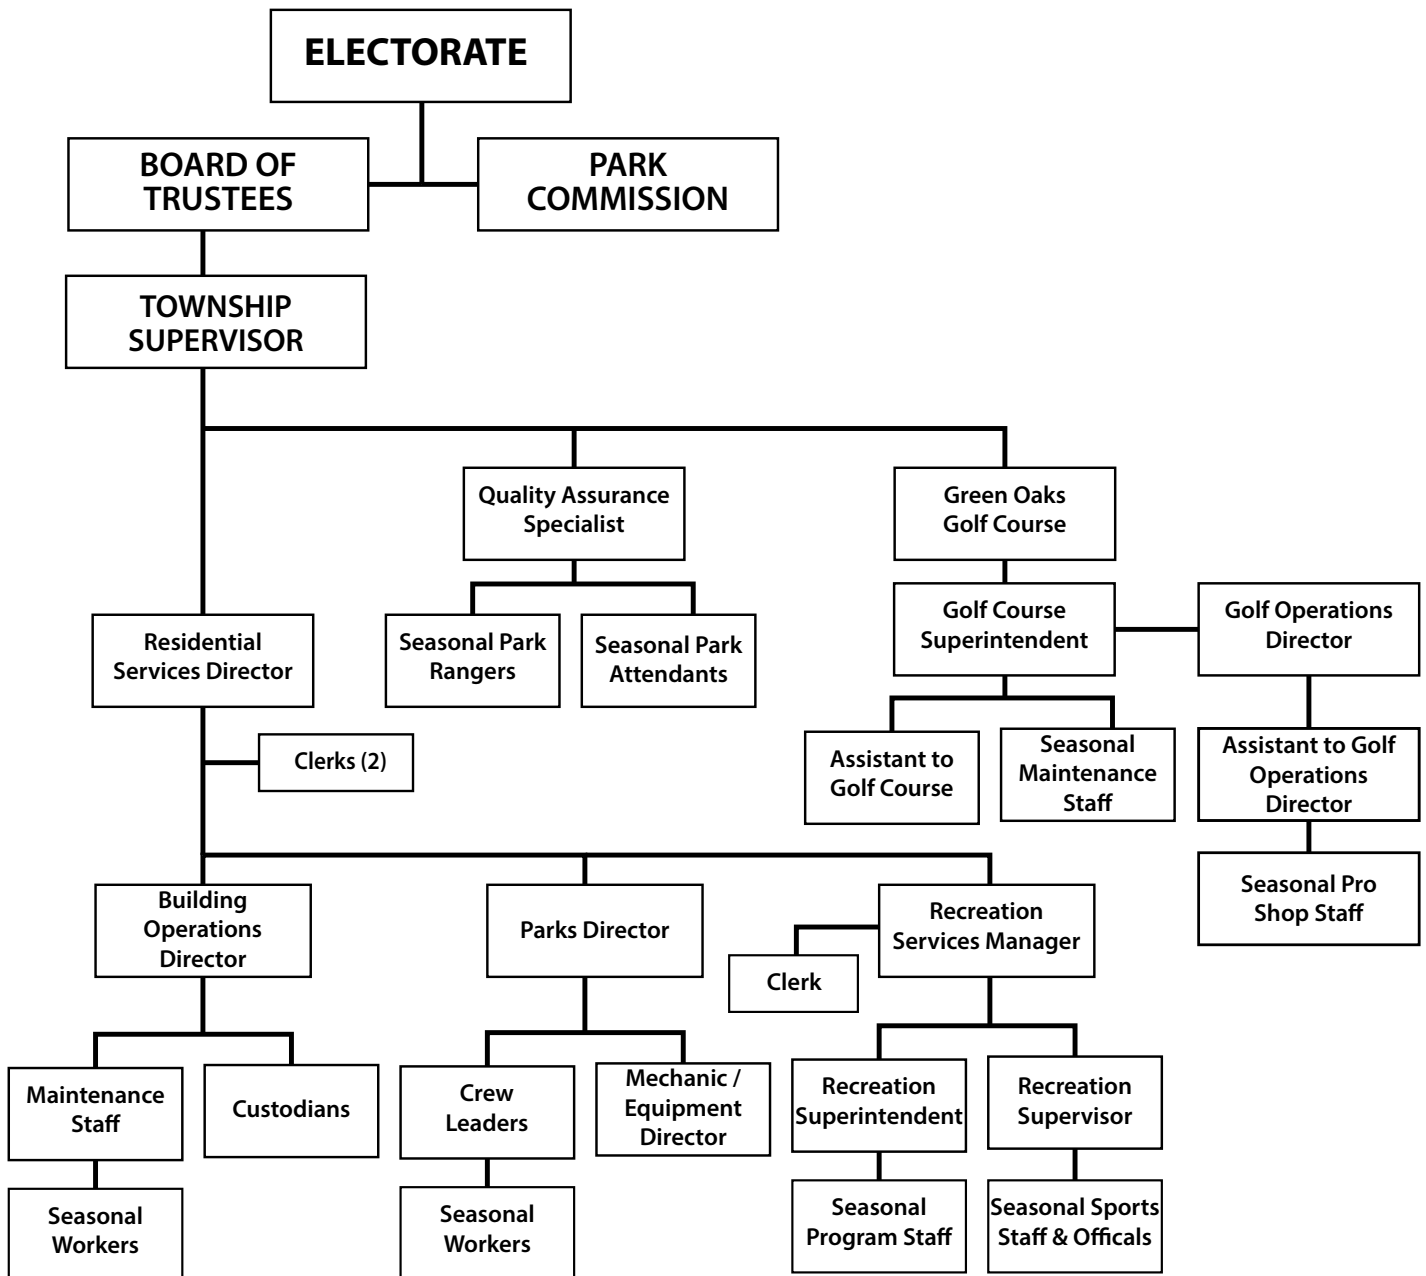 ELECTORATE
BOARD OF
TRUSTEES
PARK
COMMISSION
TOWNSHIP
SUPERVISOR
Quality Assurance
Specialist
Green Oaks
Golf Course
Residential
Services Director
Seasonal Park
Rangers
Seasonal Park
Attendants
Golf Course
Superintendent
Golf Operations
Director
Clerks (2)
Assistant to
Golf Course
Seasonal
Maintenance
Staff
Assistant to Golf
Operations
Director
Seasonal Pro
Shop Staff
Building
Operations
Director
Parks Director
Recreation
Services Manager
Clerk
Maintenance
Staff
Custodians
Crew
Leaders
Mechanic /
Equipment
Director
Recreation
Superintendent
Recreation
Supervisor
Seasonal
Workers
Seasonal
Workers
Seasonal
Program Staff
Seasonal Sports
Staff & Officals